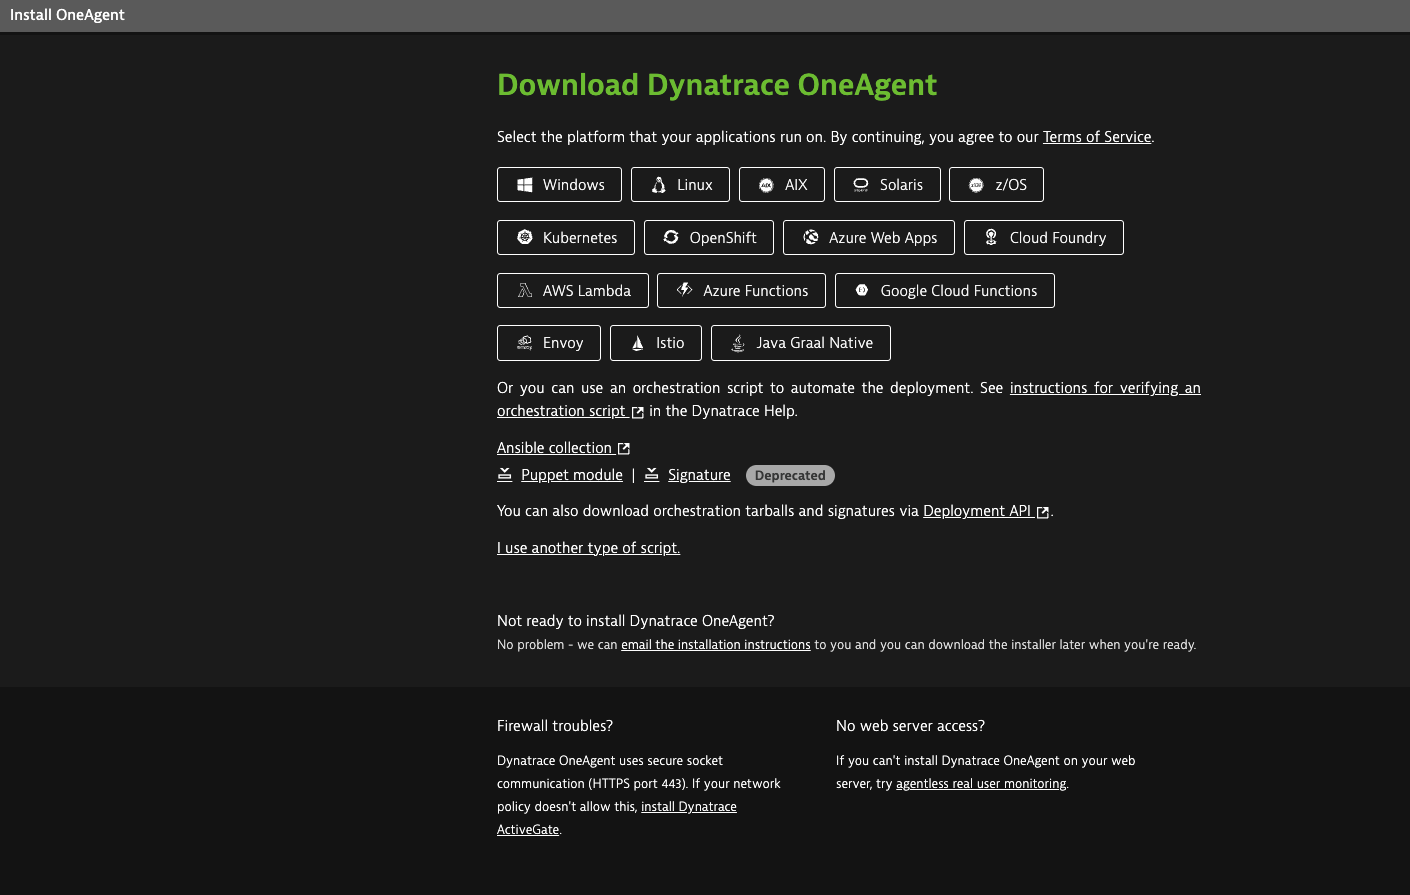 Install OneAgent
Download Dynatrace OneAgent
Select the platform that your applications run on. By continuing, you agree to our Terms of Service.
Windows Linux AIX Solaris z/OS
Kubernetes OpenShift Azure Web Apps Cloud Foundry
AWS Lambda Azure Functions Google Cloud Functions
Envoy Istio Java Graal Native
Or you can use an orchestration script to automate the deployment. See instructions for verifying an
orchestration script in the Dynatrace Help.
Ansible collection
Puppet module | Signature Deprecated
You can also download orchestration tarballs and signatures via Deployment API .
I use another type of script.
Not ready to install Dynatrace OneAgent?
No problem - we can email the installation instructions to you and you can download the installer later when you're ready.
Firewall troubles?
Dynatrace OneAgent uses secure socket
communication (HTTPS port 443). If your network
policy doesn't allow this, install Dynatrace
ActiveGate.
No web server access?
If you can't install Dynatrace OneAgent on your web
server, try agentless real user monitoring.